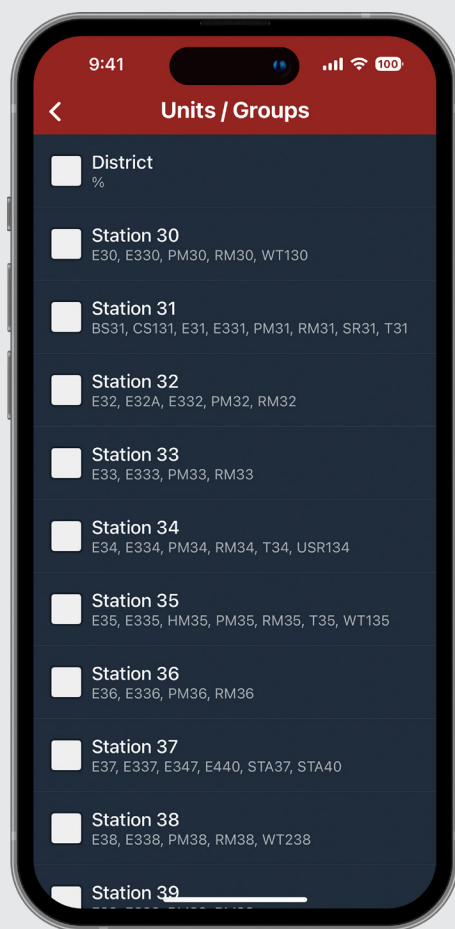 9:41
100
Units / Groups
District
%
Station 30
E30, E330, PM30, RM30, WT130
Station 31
BS31, CS131, E31, E331, PM31, RM31, SR31, T31
Station 32
E32, E32A, E332, PM32, RM32
Station 33
E33, E333, PM33, RM33
Station 34
E34, E334, PM34, RM34, T34, USR134
Station 35
E35, E335, HM35, PM35, RM35, T35, WT135
Station 36
E36, E336, PM36, RM36
Station 37
E37, E337, E347, E440, STA37, STA40
Station 38
E38, E338, PM38, RM38, WT238
Station 39